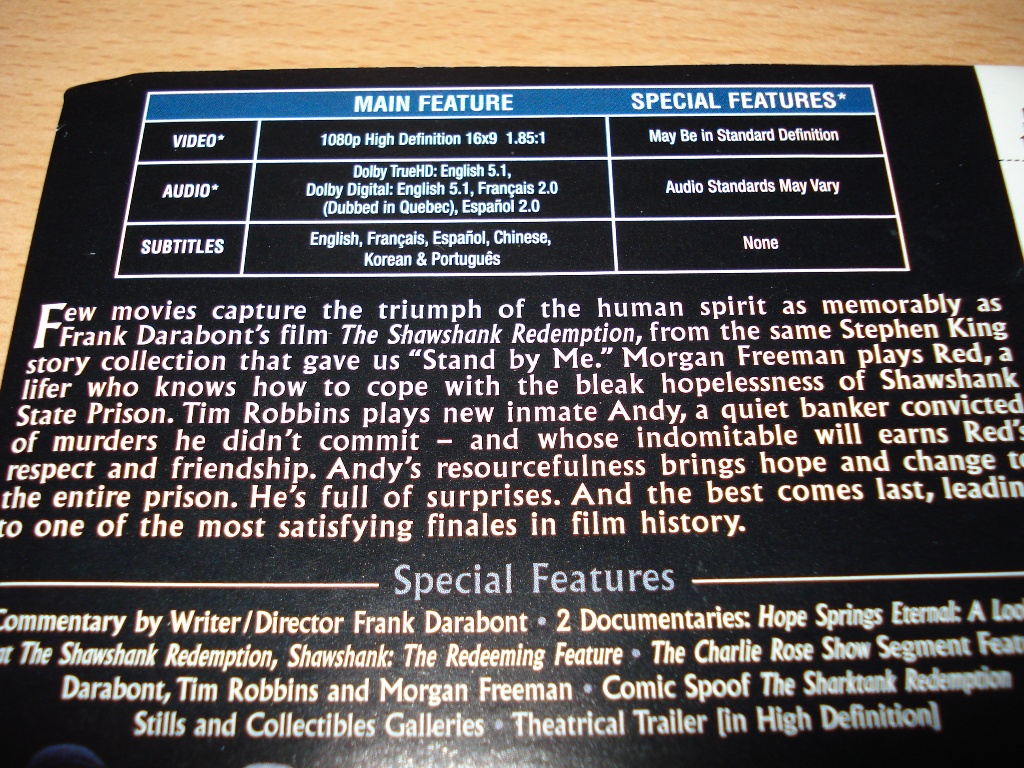 MAIN FEATURE SPECIAL FEATURES*
VIDEO* 1080p High Definition 16x9 1.85:1 May Be in Standard Definition
AUDIO* Dolby TrueHD: English 5.1,
Dolby Digital: English 5.1, Français 2.0 Audio Standards May Vary
(Dubbed in Quebec), Español 2.0
SUBTITLES English, Français, Español, Chinese, None
Korean & Português
Few movies capture the triumph of the human spirit as memorably as
Frank Darabont's film The Shawshank Redemption, from the same Stephen King
story collection that gave us “Stand by Me.” Morgan Freeman plays Red, a
lifer who knows how to cope with the bleak hopelessness of Shawshank
State Prison. Tim Robbins plays new inmate Andy, a quiet banker convicted
of murders he didn't commit – and whose indomitable will earns Red's
respect and friendship. Andy's resourcefulness brings hope and change to
the entire prison. He's full of surprises. And the best comes last, leadin
to one of the most satisfying finales in film history.
Special Features
Commentary by Writer/Director Frank Darabont • 2 Documentaries: Hope Springs Eternal: A Loo
at The Shawshank Redemption, Shawshank: The Redeeming Feature • The Charlie Rose Show Segment Feat
Darabont, Tim Robbins and Morgan Freeman • Comic Spoof The Sharktank Redemption
Stills and Collectibles Galleries • Theatrical Trailer [in High Definition]